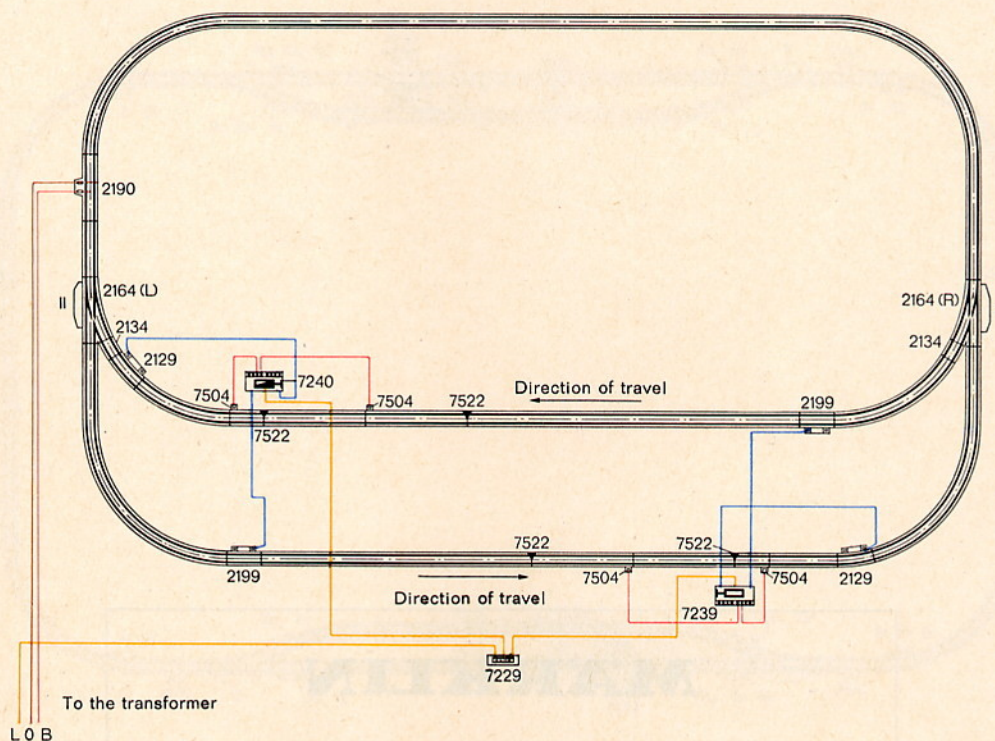 2190
2164 (L)
II
2134
2129
7504
7240
7504
7522
7522
Direction of travel
2199
2164 (R)
2134
2199
7522
7522
7504
7504
2129
Direction of travel
7239
7229
MÄRKLIN
To the transformer
L O B